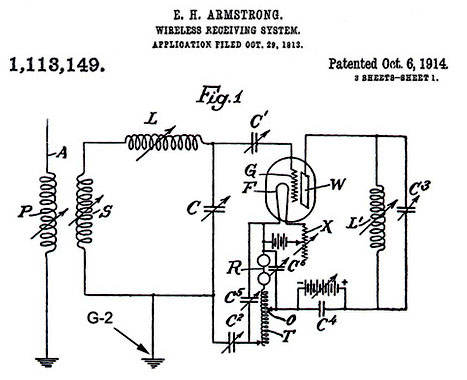 E. H. ARMSTRONG.
WIRELESS RECEIVING SYSTEM.
APPLICATION FILED OCT. 29, 1913.
1,113,149.
Patented Oct. 6, 1914.
3 SHEETS—SHEET 1.
Fig. 1
L
C'
A
G
F
W
P
S
C
C³
L'
X
R
C⁶
C⁵
- +
C⁴
O
G-2
C²
T